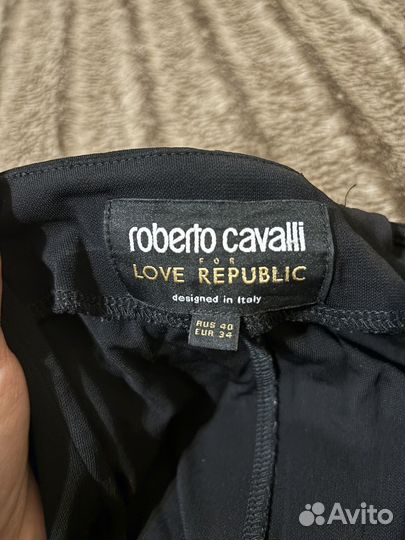 roberto cavalli
FOR
LOVE REPUBLIC
designed in Italy
RUS 40
EUR 34
Avito